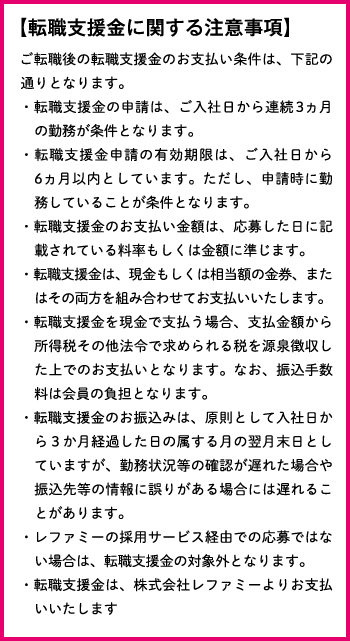 【転職支援金に関する注意事項】
ご転職後の転職支援金のお支払い条件は、下記の
通りとなります。
・転職支援金の申請は、ご入社日から連続3ヵ月
の勤務が条件となります。
・転職支援金申請の有効期限は、ご入社日から
6ヵ月以内としています。ただし、申請時に勤
務していることが条件となります。
・転職支援金のお支払い金額は、応募した日に記
載されている料率もしくは金額に準じます。
・転職支援金は、現金もしくは相当額の金券、また
はその両方を組み合わせてお支払いいたします。
・転職支援金を現金で支払う場合、支払金額から
所得税その他法令で求められる税を源泉徴収し
た上でのお支払いとなります。なお、振込手数
料は会員の負担となります。
・転職支援金のお振込みは、原則として入社日か
ら３か月経過した日の属する月の翌月末日とし
ていますが、勤務状況等の確認が遅れた場合や
振込先等の情報に誤りがある場合には遅れるこ
とがあります。
・レファミーの採用サービス経由での応募ではな
い場合は、転職支援金の対象外となります。
・転職支援金は、株式会社レファミーよりお支払
いいたします